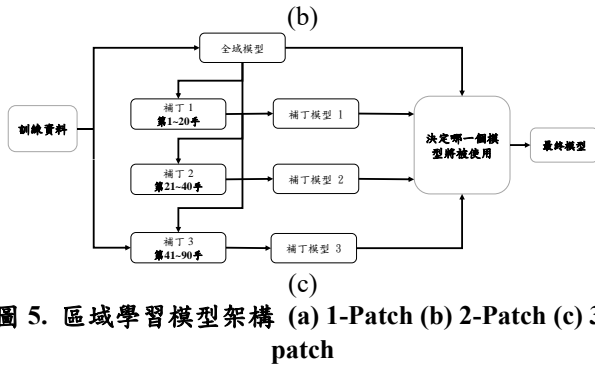 (b)
全域模型
訓練資料
補丁 1
第1~20手
補丁模型 1
補丁 2
第21~40手
補丁模型 2
補丁 3
第41~90手
補丁模型 3
決定哪一個模
型將被使用
最終模型
(c)
圖 5. 區域學習模型架構 (a) 1-Patch (b) 2-Patch (c) 3
patch